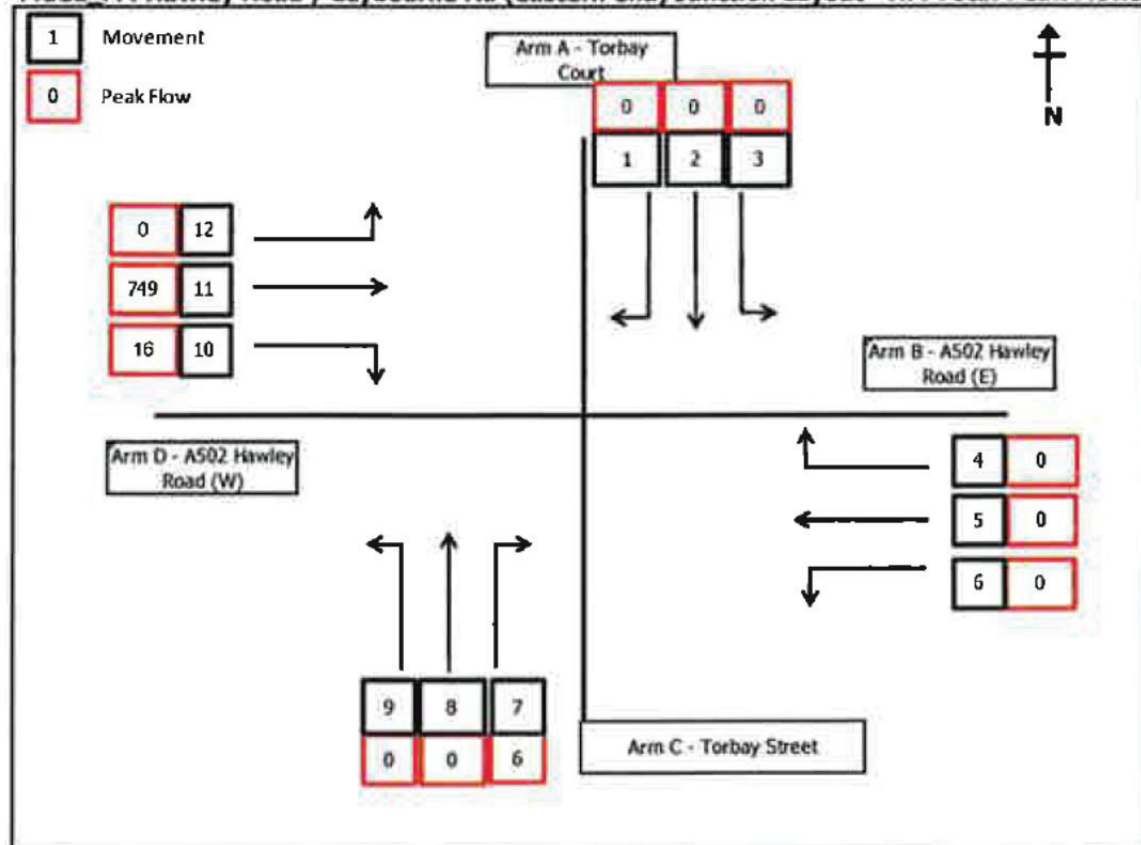 1 Movement
0 Peak Flow
Arm A - Torbay
Court
N
0 0 0
1 2 3
0 12
749 11
16 10
Arm B - A502 Hawley
Road (E)
Arm D - A502 Hawley
Road (W)
4 0
5 0
6 0
9 8 7
0 0 6
Arm C - Torbay Street